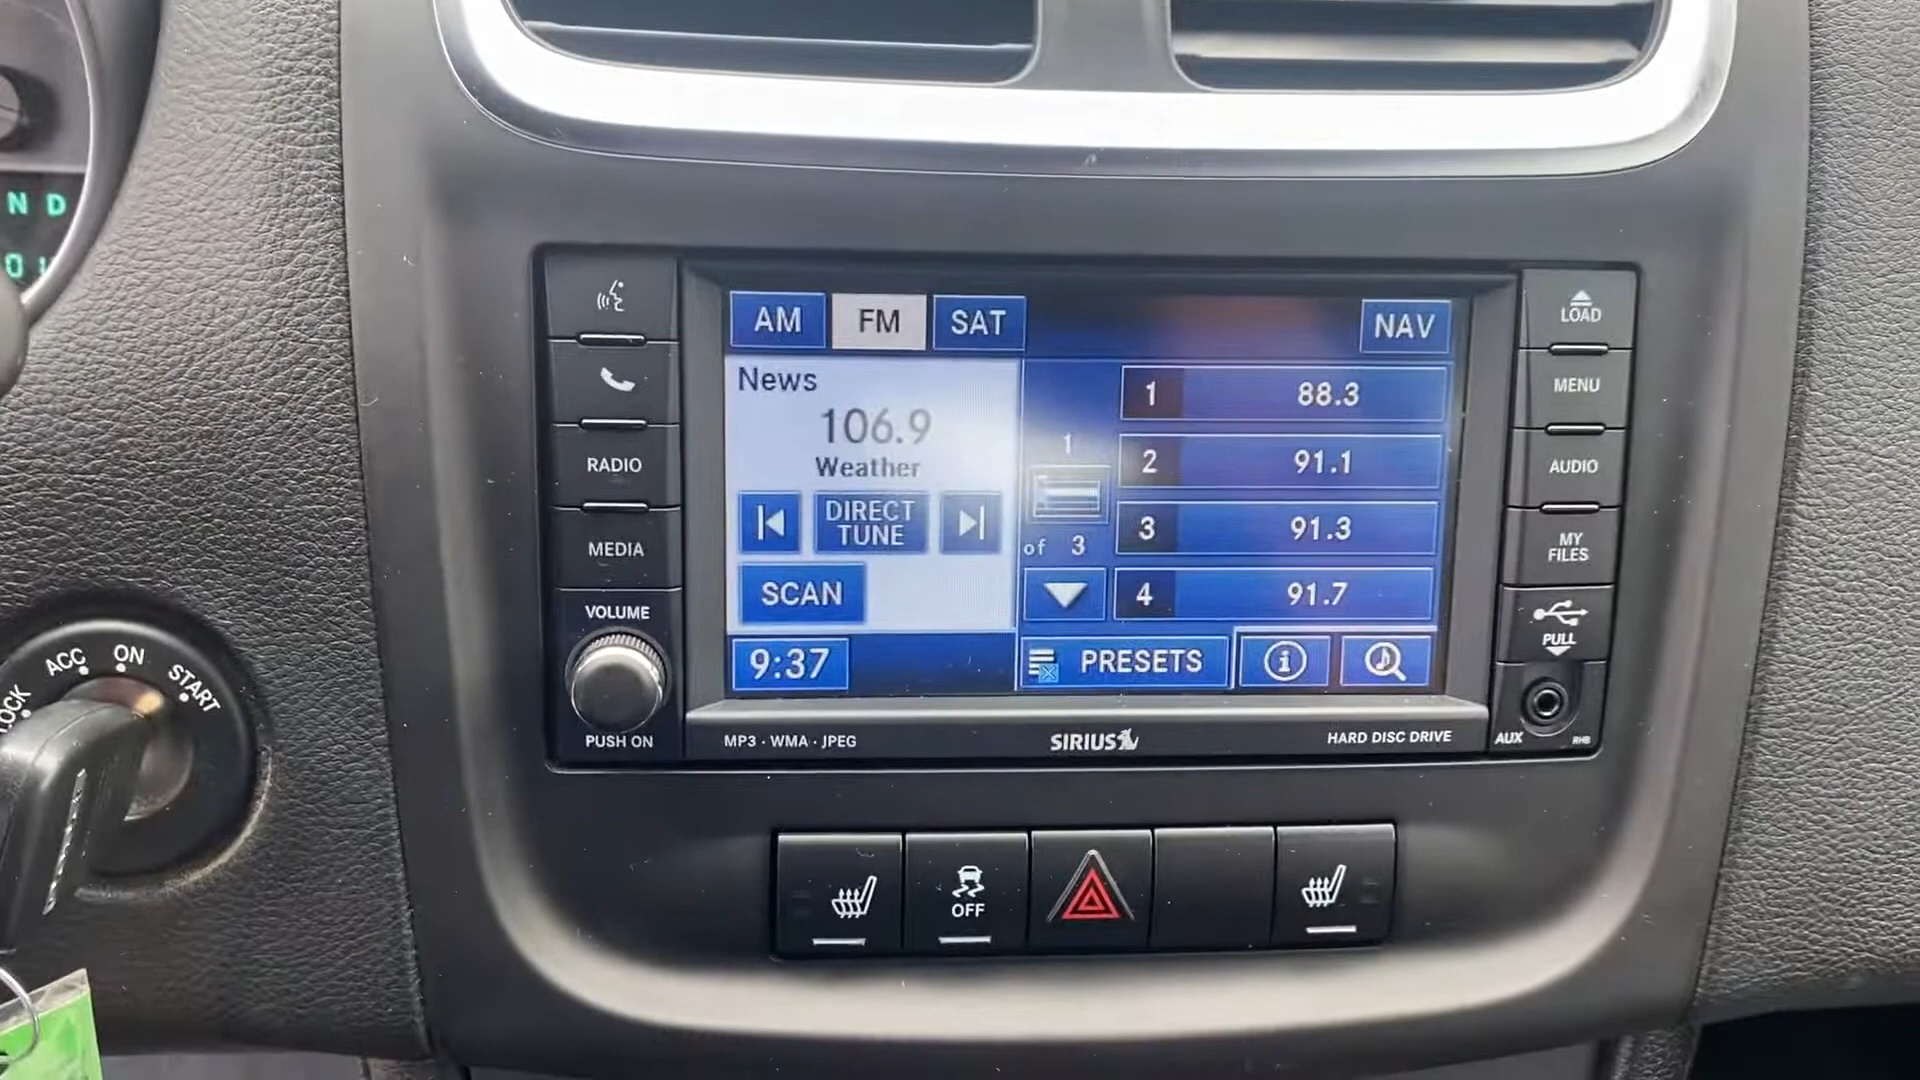 N D
LOCK
ACC
ON
START
RADIO
MEDIA
VOLUME
PUSH ON
AM
FM
SAT
NAV
News
106.9
Weather
DIRECT
TUNE
SCAN
9:37
1
of 3
1 88.3
2 91.1
3 91.3
4 91.7
PRESETS
i
MP3 · WMA · JPEG
SIRIUS
HARD DISC DRIVE
LOAD
MENU
AUDIO
MY
FILES
PULL
AUX
RHB
OFF